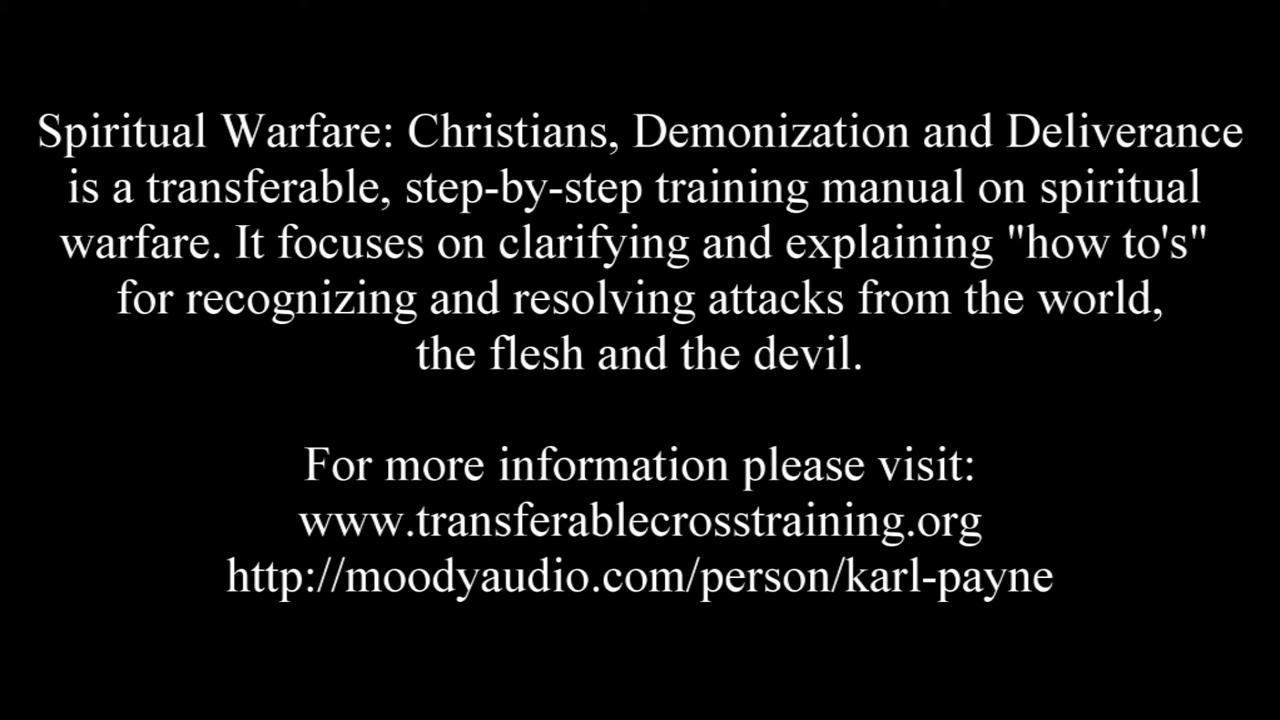 Spiritual Warfare: Christians, Demonization and Deliverance
is a transferable, step-by-step training manual on spiritual
warfare. It focuses on clarifying and explaining "how to's"
for recognizing and resolving attacks from the world,
the flesh and the devil.
For more information please visit:
www.transferablecrosstraining.org
http://moodyaudio.com/person/karl-payne